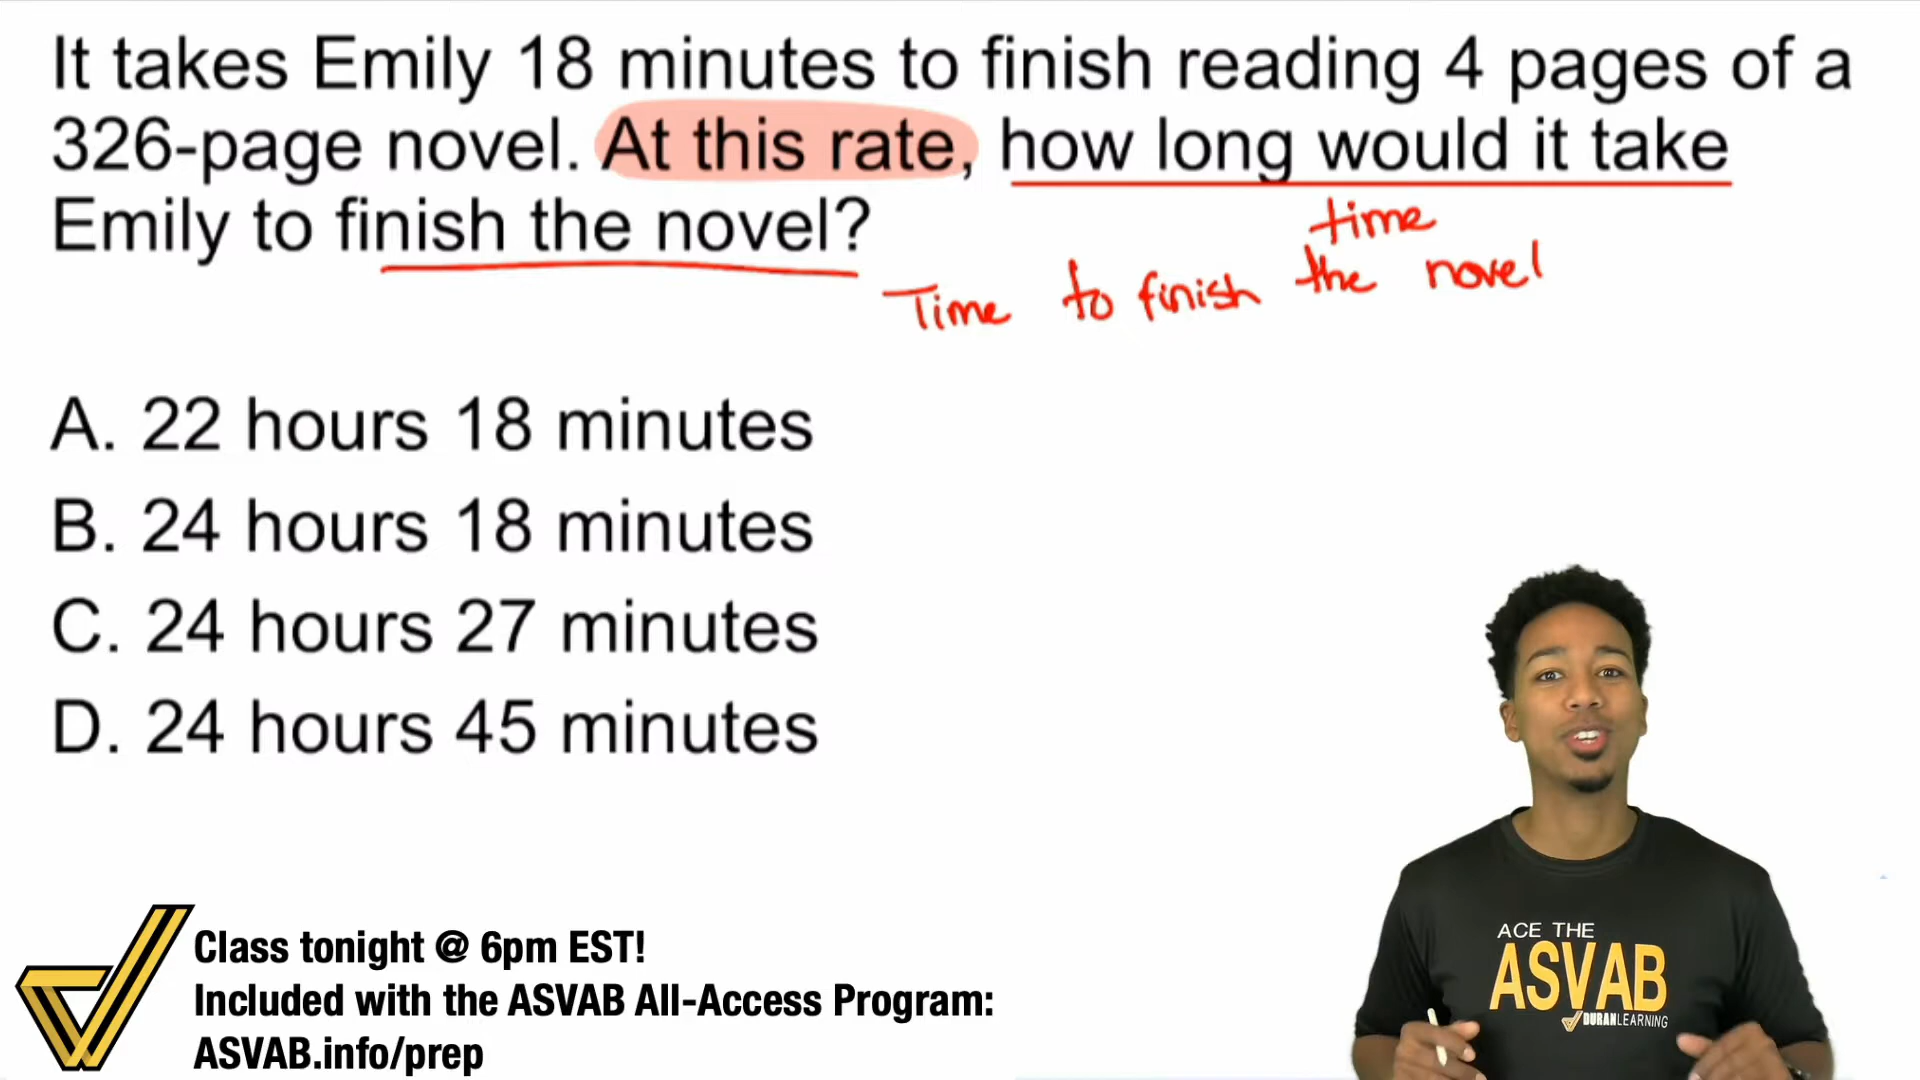 It takes Emily 18 minutes to finish reading 4 pages of a
326-page novel. At this rate, how long would it take
Emily to finish the novel?
time
Time to finish the novel
A. 22 hours 18 minutes
B. 24 hours 18 minutes
C. 24 hours 27 minutes
D. 24 hours 45 minutes
ACE THE
ASVAB
DURANLEARNING
Class tonight @ 6pm EST!
Included with the ASVAB All-Access Program:
ASVAB.info/prep